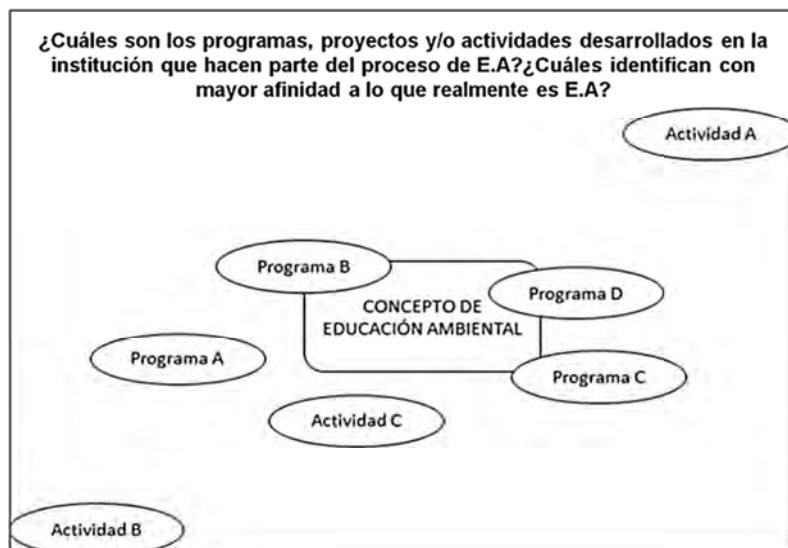 ¿Cuáles son los programas, proyectos y/o actividades desarrollados en la
institución que hacen parte del proceso de E.A?¿Cuáles identifican con
mayor afinidad a lo que realmente es E.A?
Actividad A
Programa B
Programa D
CONCEPTO DE
EDUCACIÓN AMBIENTAL
Programa A
Programa C
Actividad C
Actividad B